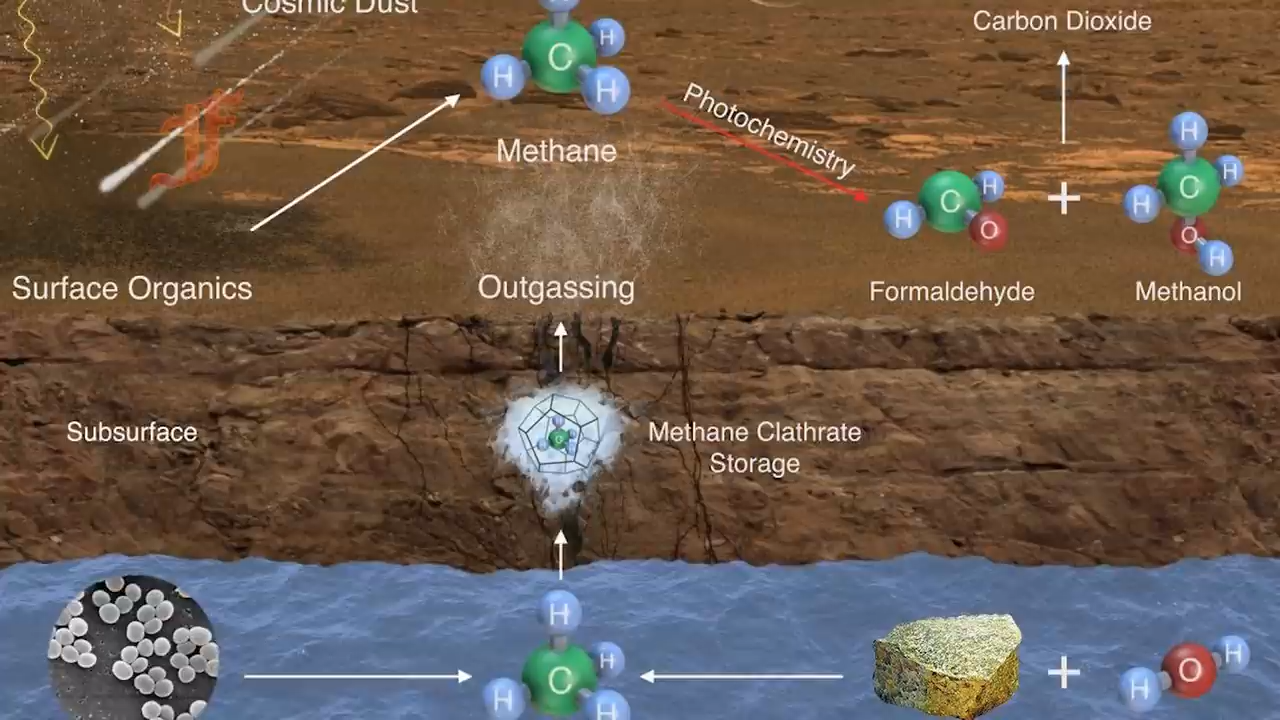 Cosmic Dust
Carbon Dioxide
H
C
H
H
H
Methane
Photochemistry
H
C
H
O
+
H
H
C
H
O
H
Surface Organics
Outgassing
Formaldehyde
Methanol
Subsurface
C
Methane Clathrate
Storage
H
H
C
H
H
+
H
O
H